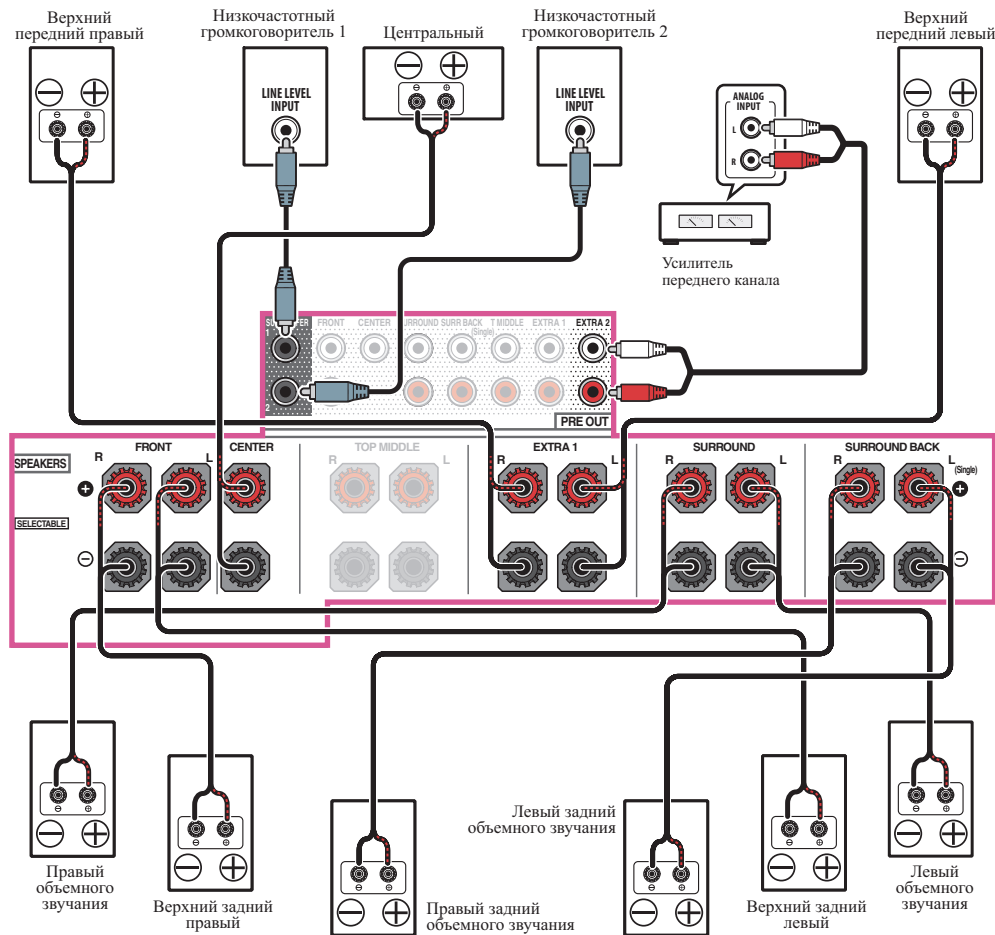 Верхний
передний правый
Низкочастотный
громкоговоритель 1
Центральный
Низкочастотный
громкоговоритель 2
Верхний
передний левый
LINE LEVEL
INPUT
LINE LEVEL
INPUT
ANALOG
INPUT
L
R
Усилитель
переднего канала
1
FRONT
CENTER
SURR BACK
(Single)
T MIDDLE
EXTRA 1
EXTRA 2
2
PRE OUT
SPEAKERS
R
FRONT
L
CENTER
TOP MIDDLE
R
L
EXTRA 1
R
L
SURROUND
R
L
SURROUND BACK
R
L
(Single)
SELECTABLE
Левый задний
объемного звучания
Правый
объемного
звучания
Верхний задний
правый
Правый задний
объемного звучания
Верхний задний
левый
Левый
объемного
звучания